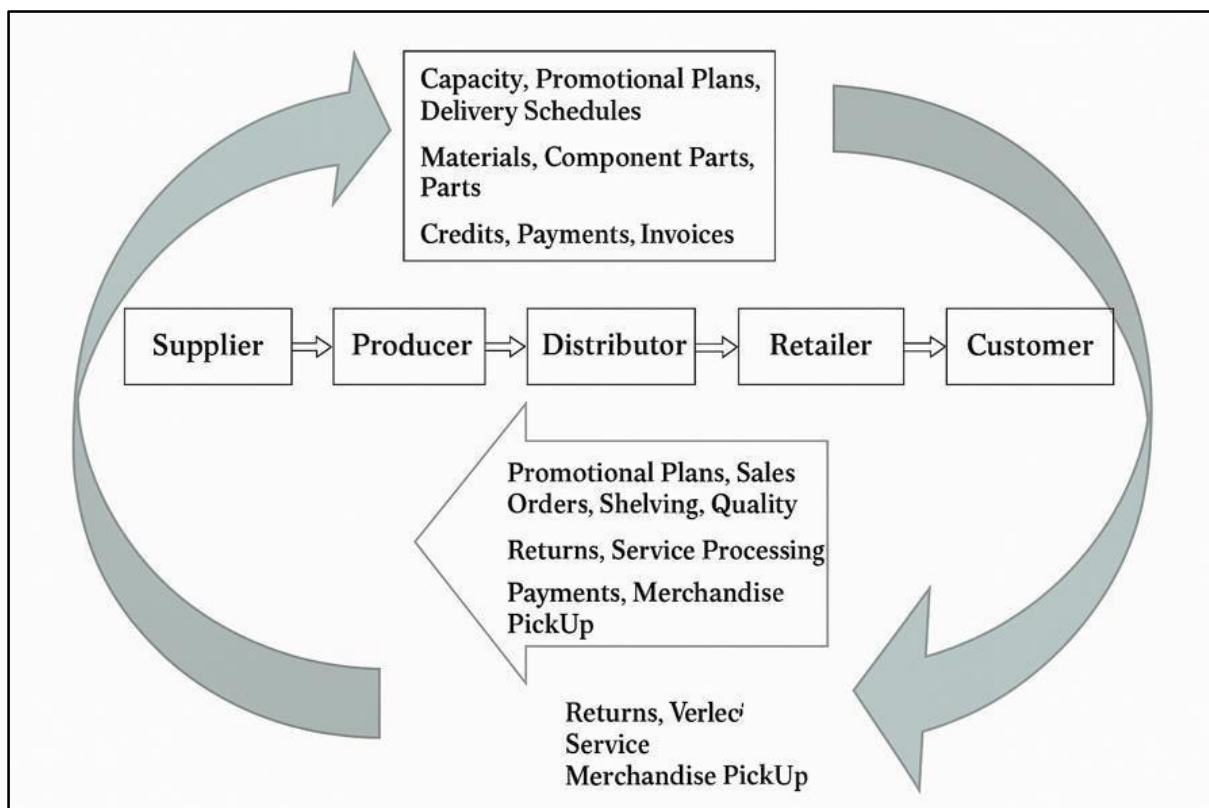 Capacity, Promotional Plans,
Delivery Schedules
Materials, Component Parts,
Parts
Credits, Payments, Invoices
Supplier
Producer
Distributor
Retailer
Customer
Promotional Plans, Sales
Orders, Shelving, Quality
Returns, Service Processing
Payments, Merchandise
PickUp
Returns,
Service
Merchandise PickUp